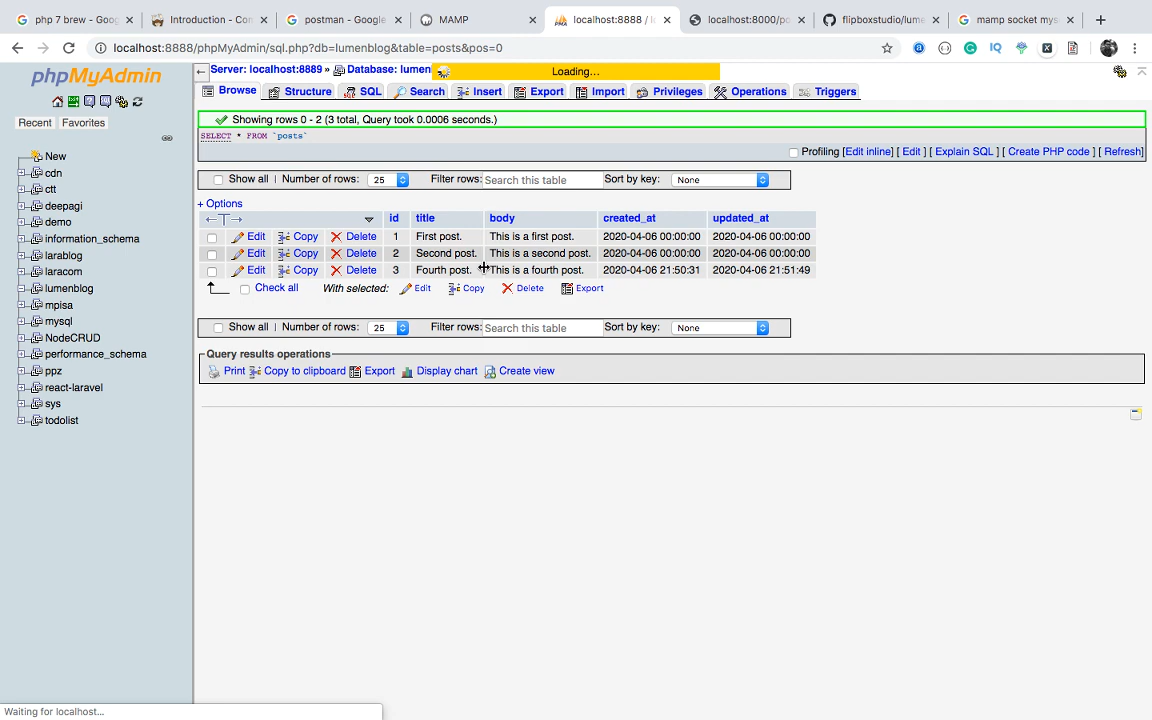 php 7 brew - Goog
Introduction - Con
postman - Google
MAMP
localhost:8888 / l
localhost:8000/po
flipboxstudio/lume
mamp socket mys
localhost:8888/phpMyAdmin/sql.php?db=lumenblog&table=posts&pos=0
phpMyAdmin
Recent Favorites
New
cdn
ctt
deepagi
demo
information_schema
larablog
laracom
lumenblog
mpisa
mysql
NodeCRUD
performance_schema
ppz
react-laravel
sys
todolist
Server: localhost:8889 » Database: lumen
Loading...
Browse Structure SQL Search Insert Export Import Privileges Operations Triggers
Showing rows 0 - 2 (3 total, Query took 0.0006 seconds.)
SELECT * FROM `posts`
Profiling [Edit inline] [ Edit ] [ Explain SQL ] [ Create PHP code ] [ Refresh]
Show all | Number of rows: 25 Filter rows: Search this table Sort by key: None
+ Options
id title body created_at updated_at
Edit Copy Delete 1 First post. This is a first post. 2020-04-06 00:00:00 2020-04-06 00:00:00
Edit Copy Delete 2 Second post. This is a second post. 2020-04-06 00:00:00 2020-04-06 00:00:00
Edit Copy Delete 3 Fourth post. This is a fourth post. 2020-04-06 21:50:31 2020-04-06 21:51:49
Check all With selected: Edit Copy Delete Export
Show all | Number of rows: 25 Filter rows: Search this table Sort by key: None
Query results operations
Print Copy to clipboard Export Display chart Create view
Waiting for localhost...